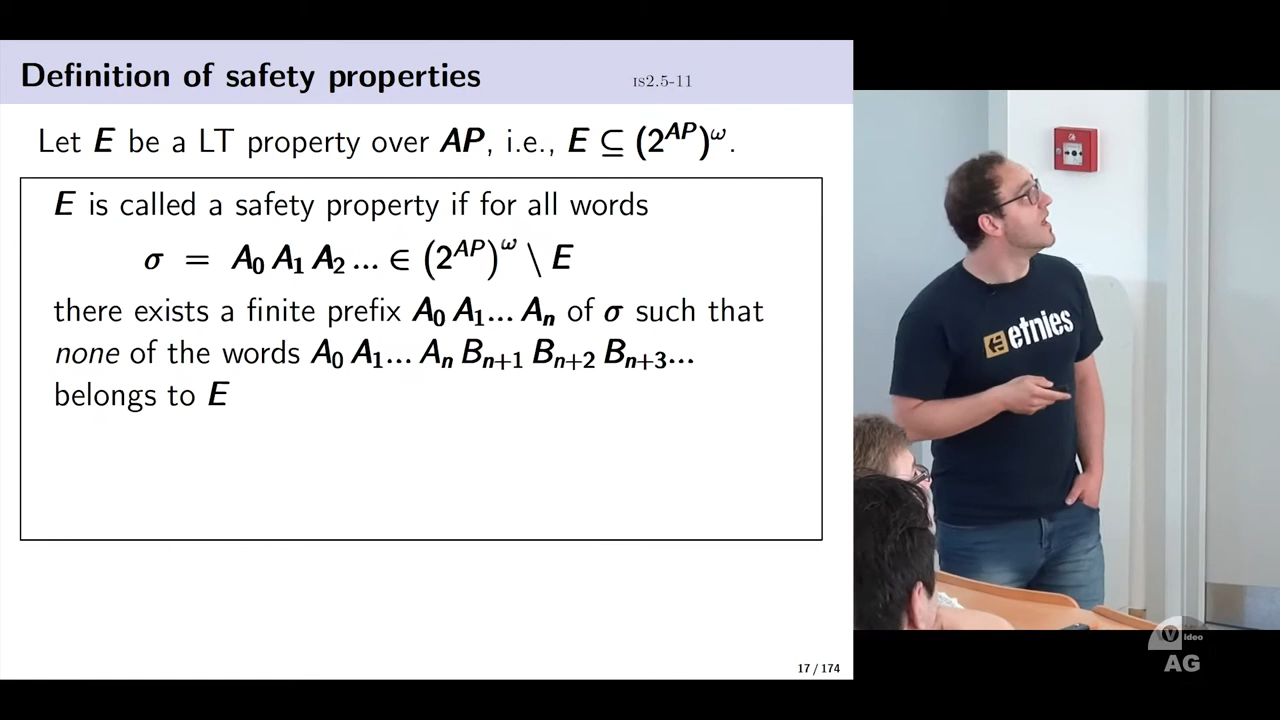 Definition of safety properties IS2.5-11
Let E be a LT property over AP, i.e., E ⊆ (2^AP)^ω.
E is called a safety property if for all words
σ = A₀ A₁ A₂ ... ∈ (2^AP)^ω \ E
there exists a finite prefix A₀ A₁... Aₙ of σ such that
none of the words A₀ A₁... Aₙ Bₙ₊₁ Bₙ₊₂ Bₙ₊₃...
belongs to E
17 / 174
etnies
Video
AG